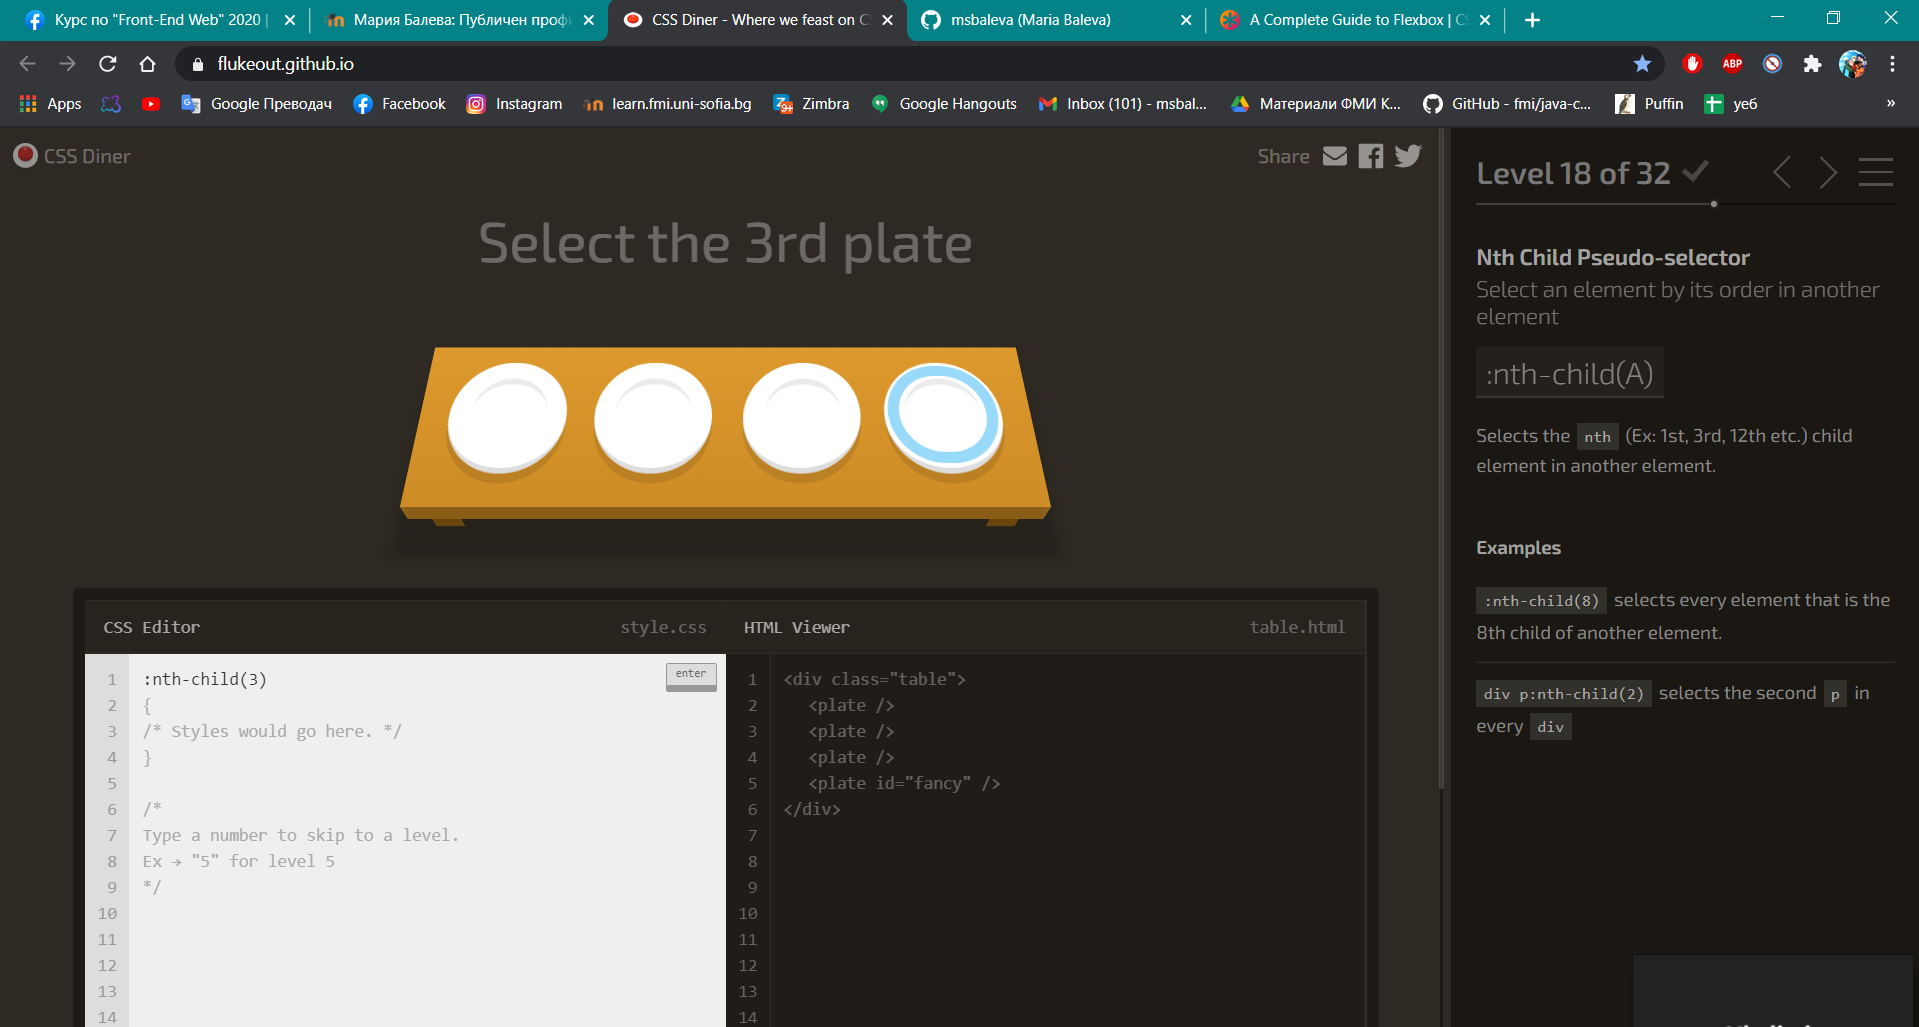 Курс по "Front-End Web" 2020 |
Мария Балева: Публичен проф
CSS Diner - Where we feast on C
msbaleva (Maria Baleva)
A Complete Guide to Flexbox | C
flukeout.github.io
ABP
Apps
Google Преводач
Facebook
Instagram
learn.fmi.uni-sofia.bg
Zimbra
Google Hangouts
Inbox (101) - msbal...
Материали ФМИ К...
GitHub - fmi/java-c...
Puffin
уеб
»
CSS Diner
Share
Select the 3rd plate
CSS Editor
style.css
HTML Viewer
table.html
enter
1 :nth-child(3)
2 {
3 /* Styles would go here. */
4 }
5
6 /*
7 Type a number to skip to a level.
8 Ex → "5" for level 5
9 */
10
11
12
13
14
1 <div class="table">
2 <plate />
3 <plate />
4 <plate />
5 <plate id="fancy" />
6 </div>
7
8
9
10
11
12
13
14
Level 18 of 32
Nth Child Pseudo-selector
Select an element by its order in another
element
:nth-child(A)
Selects the nth (Ex: 1st, 3rd, 12th etc.) child
element in another element.
Examples
:nth-child(8) selects every element that is the
8th child of another element.
div p:nth-child(2) selects the second p in
every div